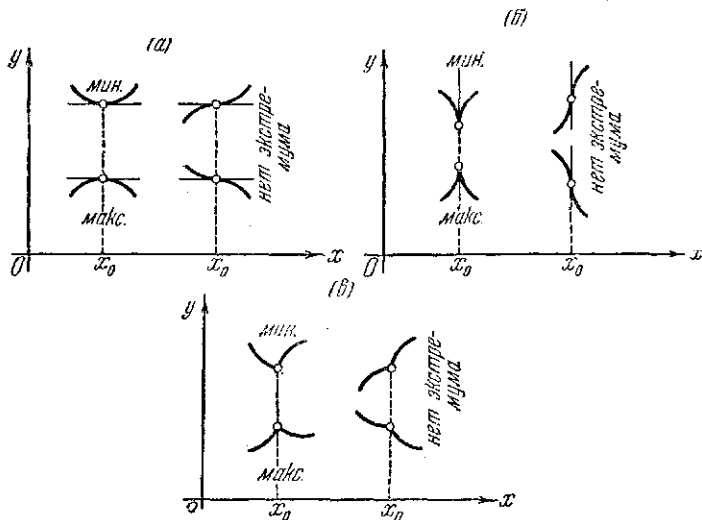 (а)
y
мин.
макс.
нет экстре-
мума
O
x₀
x₀
x
(б)
y
мин.
макс.
нет экстре-
мума
O
x₀
x₀
x
(в)
y
мин.
макс.
нет экстре-
мума
O
x₀
x₀
x